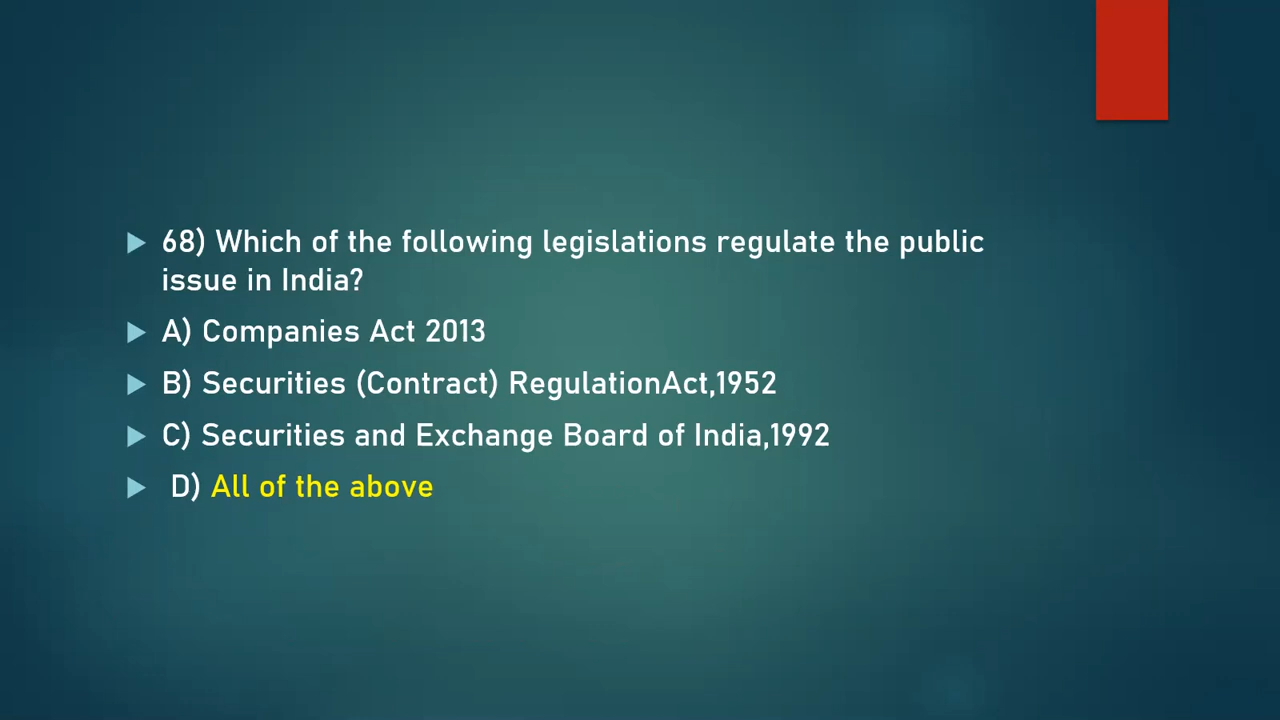 68) Which of the following legislations regulate the public
issue in India?
A) Companies Act 2013
B) Securities (Contract) RegulationAct,1952
C) Securities and Exchange Board of India,1992
D) All of the above